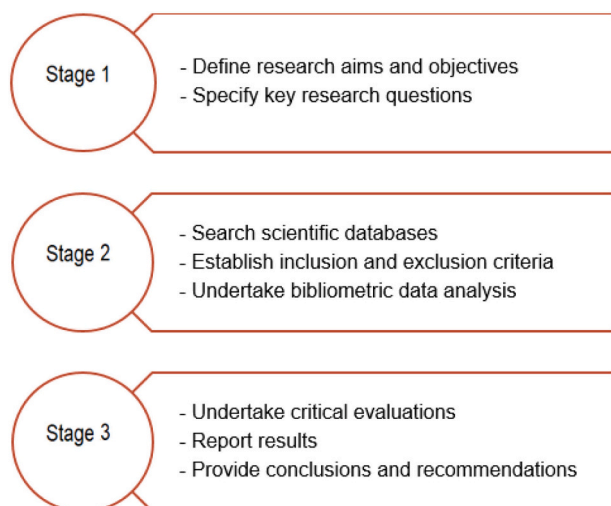 Stage 1
- Define research aims and objectives
- Specify key research questions
Stage 2
- Search scientific databases
- Establish inclusion and exclusion criteria
- Undertake bibliometric data analysis
Stage 3
- Undertake critical evaluations
- Report results
- Provide conclusions and recommendations